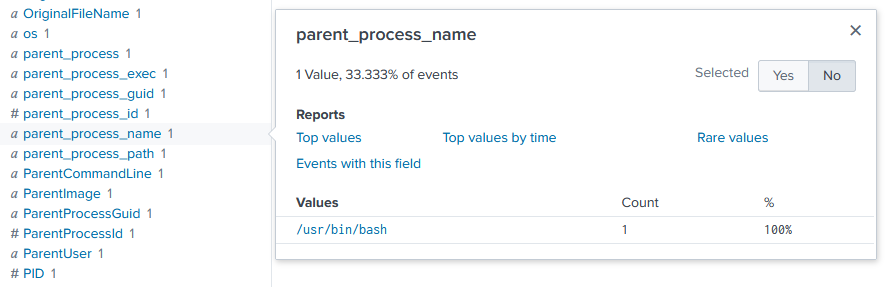 a OriginalFileName 1
a os 1
a parent_process 1
a parent_process_exec 1
a parent_process_guid 1
# parent_process_id 1
a parent_process_name 1
a parent_process_path 1
a ParentCommandLine 1
a ParentImage 1
a ParentProcessGuid 1
# ParentProcessId 1
a ParentUser 1
# PID 1
parent_process_name
1 Value, 33.333% of events
Selected Yes No
Reports
Top values Top values by time Rare values
Events with this field
Values Count %
/usr/bin/bash 1 100%